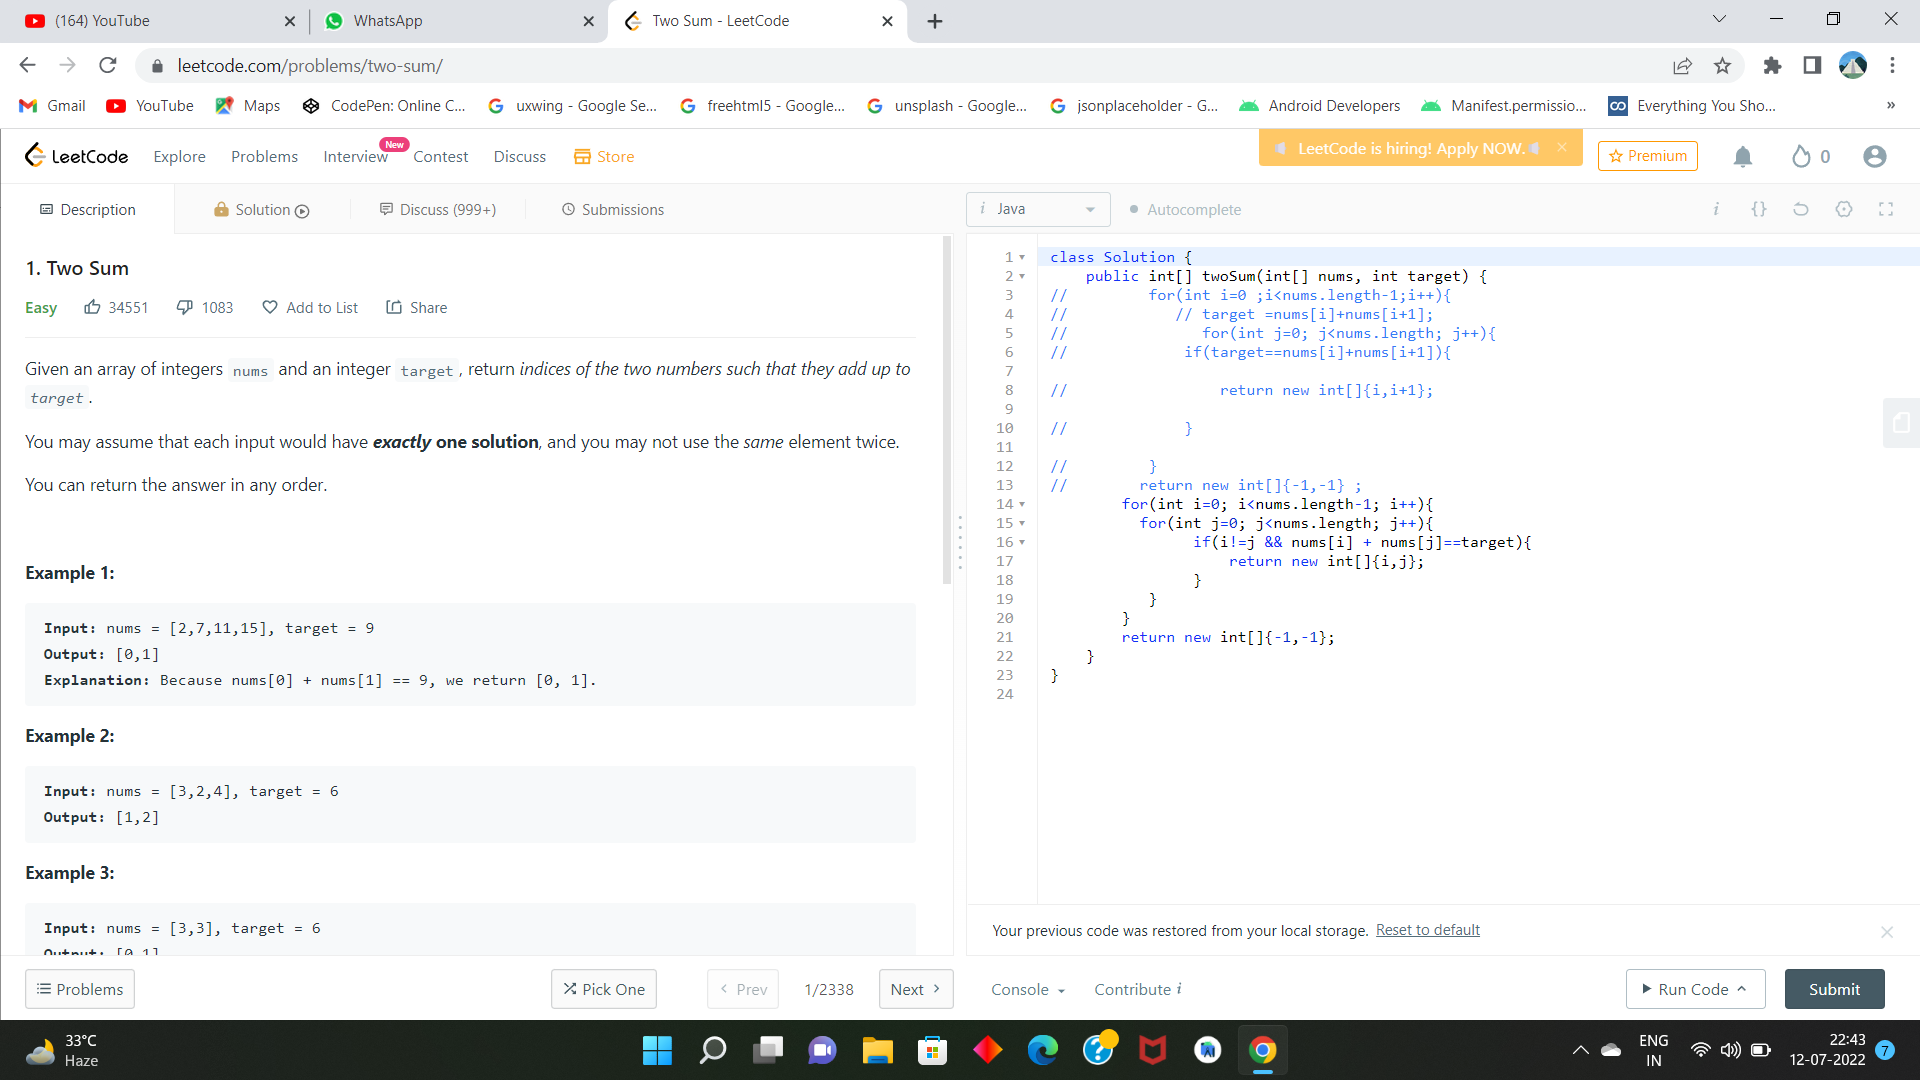 (164) YouTube
WhatsApp
Two Sum - LeetCode
leetcode.com/problems/two-sum/
Gmail YouTube Maps CodePen: Online C... uxwing - Google Se... freehtml5 - Google... unsplash - Google... jsonplaceholder - G... Android Developers Manifest.permissio... Everything You Sho... »
LeetCode Explore Problems Interview New Contest Discuss Store
LeetCode is hiring! Apply NOW.
Premium
0
Description Solution Discuss (999+) Submissions
1. Two Sum
Easy 34551 1083 Add to List Share
Given an array of integers nums and an integer target, return indices of the two numbers such that they add up to
target.
You may assume that each input would have exactly one solution, and you may not use the same element twice.
You can return the answer in any order.
Example 1:
Input: nums = [2,7,11,15], target = 9
Output: [0,1]
Explanation: Because nums[0] + nums[1] == 9, we return [0, 1].
Example 2:
Input: nums = [3,2,4], target = 6
Output: [1,2]
Example 3:
Input: nums = [3,3], target = 6
Output: [0,1]
i Java
Autocomplete
i {}
1 class Solution {
2 public int[] twoSum(int[] nums, int target) {
3 // for(int i=0 ;i<nums.length-1;i++){
4 // // target =nums[i]+nums[i+1];
5 // for(int j=0; j<nums.length; j++){
6 // if(target==nums[i]+nums[i+1]){
7
8 // return new int[]{i,i+1};
9
10 // }
11
12 // }
13 // return new int[]{-1,-1} ;
14 for(int i=0; i<nums.length-1; i++){
15 for(int j=0; j<nums.length; j++){
16 if(i!=j && nums[i] + nums[j]==target){
17 return new int[]{i,j};
18 }
19 }
20 }
21 return new int[]{-1,-1};
22 }
23 }
24
Your previous code was restored from your local storage. Reset to default
Problems Pick One Prev 1/2338 Next Console Contribute i Run Code Submit
33°C
Haze
ENG
IN
22:43
12-07-2022
7